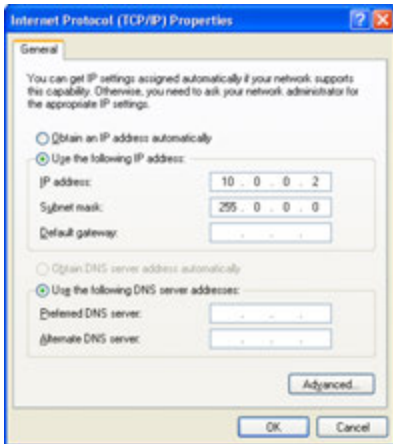 Internet Protocol (TCP/IP) Properties
General
You can get IP settings assigned automatically if your network supports
this capability. Otherwise, you need to ask your network administrator for
the appropriate IP settings.
Obtain an IP address automatically
Use the following IP address:
IP address: 10 . 0 . 0 . 2
Subnet mask: 255 . 0 . 0 . 0
Default gateway: . . .
Obtain DNS server address automatically
Use the following DNS server addresses:
Preferred DNS server: . . .
Alternate DNS server: . . .
Advanced...
OK Cancel